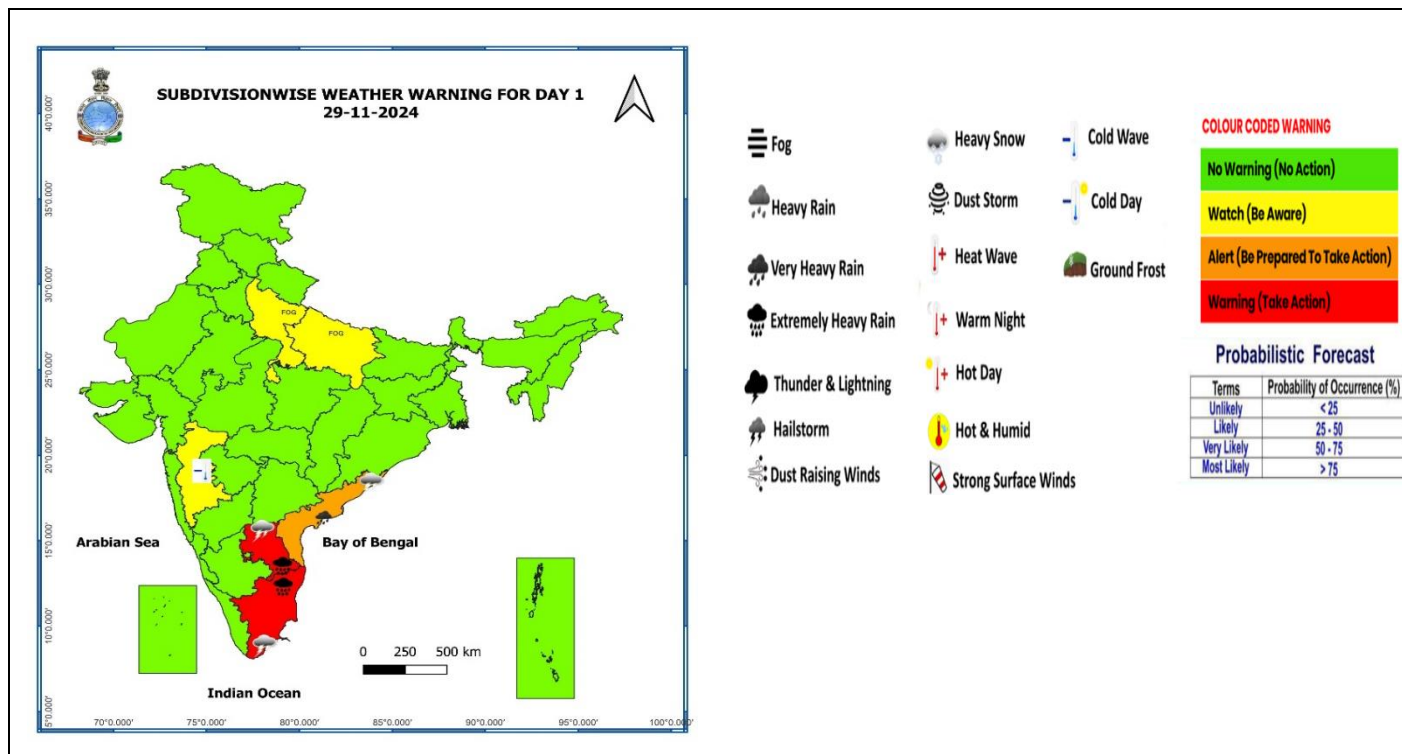 SUBDIVISIONWISE WEATHER WARNING FOR DAY 1
29-11-2024
40°0.000'
35°0.000'
30°0.000'
25°0.000'
20°0.000'
15°0.000'
10°0.000'
5°0.000'
FOG
FOG
Arabian Sea
Bay of Bengal
Indian Ocean
0 250 500 km
70°0.000' 75°0.000' 80°0.000' 85°0.000' 90°0.000' 95°0.000' 100°0.000'
Fog
Heavy Rain
Very Heavy Rain
Extremely Heavy Rain
Thunder & Lightning
Hailstorm
Dust Raising Winds
Heavy Snow
Dust Storm
Heat Wave
Warm Night
Hot Day
Hot & Humid
Strong Surface Winds
Cold Wave
Cold Day
Ground Frost
COLOUR CODED WARNING
No Warning (No Action)
Watch (Be Aware)
Alert (Be Prepared To Take Action)
Warning (Take Action)
Probabilistic Forecast
Terms Probability of Occurrence (%)
Unlikely < 25
Likely 25 - 50
Very Likely 50 - 75
Most Likely > 75